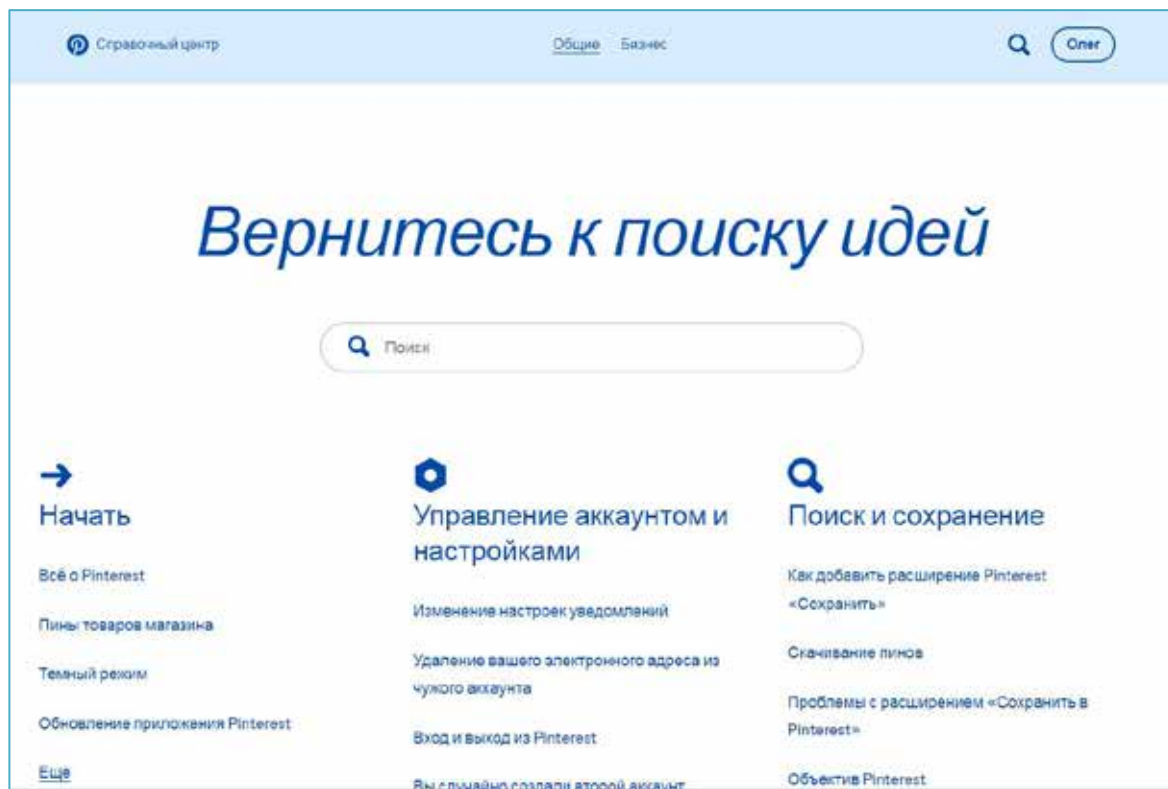 Справочный центр
Общие Бизнес
Олег
Вернитесь к поиску идей
Поиск
Начать
Всё о Pinterest
Пины товаров магазина
Темный режим
Обновление приложения Pinterest
Еще
Управление аккаунтом и
настройками
Изменение настроек уведомлений
Удаление вашего электронного адреса из
чужого аккаунта
Вход и выход из Pinterest
Вы случайно создали второй аккаунт
Поиск и сохранение
Как добавить расширение Pinterest
«Сохранить»
Скачивание пинов
Проблемы с расширением «Сохранить в
Pinterest»
Объектив Pinterest